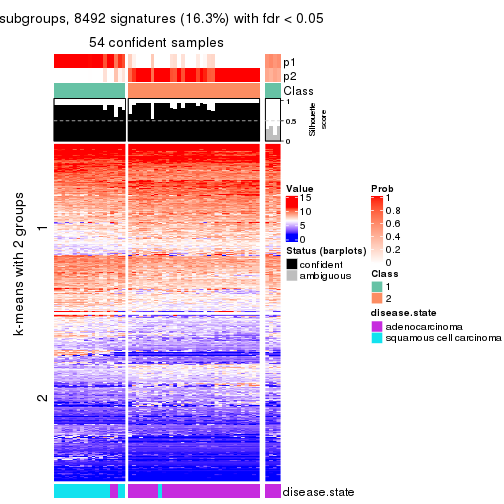 subgroups, 8492 signatures (16.3%) with fdr < 0.05
54 confident samples
p1
p2
Class
1
0.5
0
Silhouette
score
k-means with 2 groups
1
2
Value
15
10
5
0
Status (barplots)
confident
ambiguous
Prob
1
0.8
0.6
0.4
0.2
0
Class
1
2
disease.state
adenocarcinoma
squamous cell carcinoma
disease.state